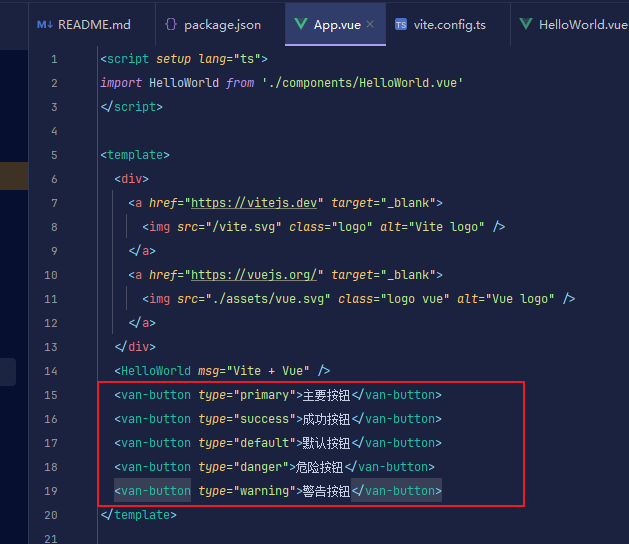 README.md package.json App.vue vite.config.ts HelloWorld.vue
1 <script setup lang="ts">
2 import HelloWorld from './components/HelloWorld.vue'
3 </script>
4
5 <template>
6 <div>
7 <a href="https://vitejs.dev" target="_blank">
8 <img src="/vite.svg" class="logo" alt="Vite logo" />
9 </a>
10 <a href="https://vuejs.org/" target="_blank">
11 <img src="./assets/vue.svg" class="logo vue" alt="Vue logo" />
12 </a>
13 </div>
14 <HelloWorld msg="Vite + Vue" />
15 <van-button type="primary">主要按钮</van-button>
16 <van-button type="success">成功按钮</van-button>
17 <van-button type="default">默认按钮</van-button>
18 <van-button type="danger">危险按钮</van-button>
19 <van-button type="warning">警告按钮</van-button>
20 </template>
21